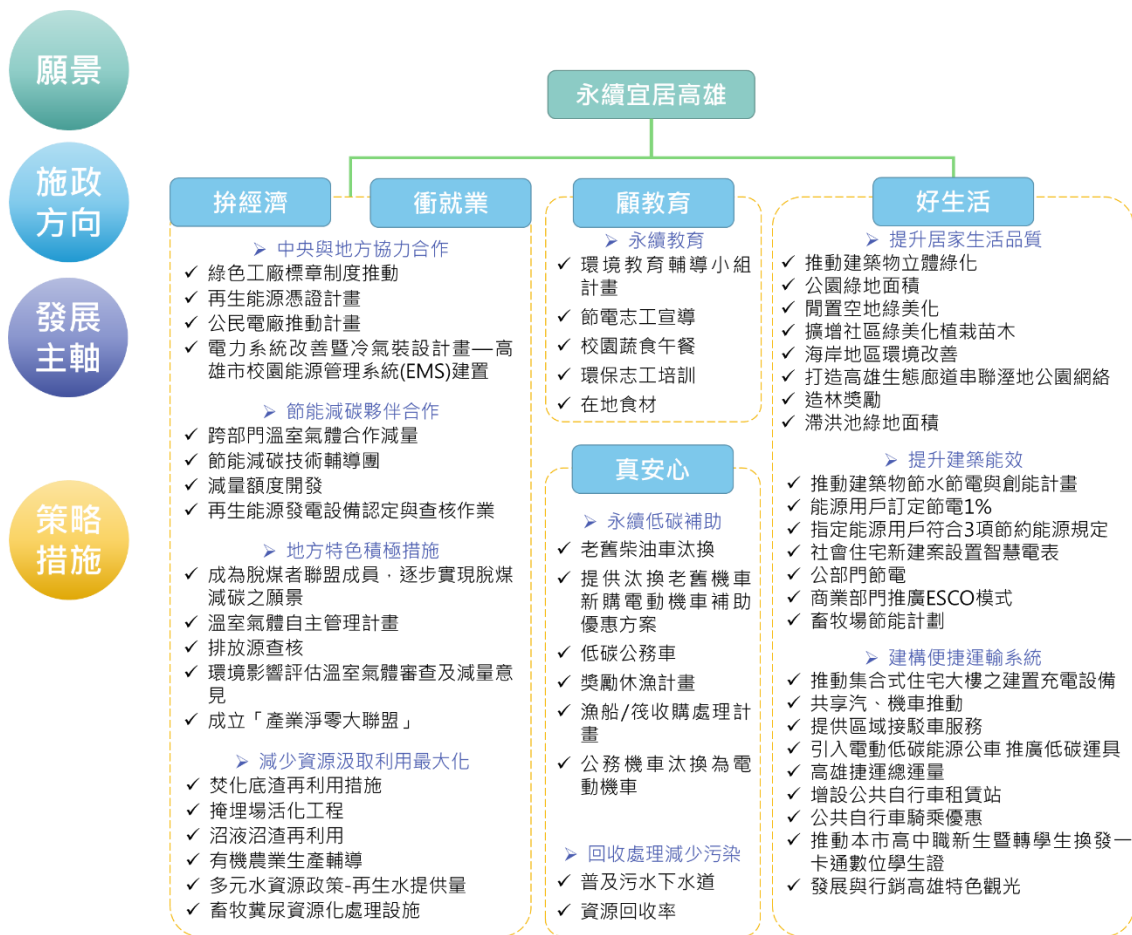 願景
永續宜居高雄
施政
方向
發展
主軸
策略
措施
拚經濟
衝就業
➢ 中央與地方協力合作
✓ 綠色工廠標章制度推動
✓ 再生能源憑證計畫
✓ 公民電廠推動計畫
✓ 電力系統改善暨冷氣裝設計畫—高
雄市校園能源管理系統(EMS)建置
➢ 節能減碳夥伴合作
✓ 跨部門溫室氣體合作減量
✓ 節能減碳技術輔導團
✓ 減量額度開發
✓ 再生能源發電設備認定與查核作業
➢ 地方特色積極措施
✓ 成為脫煤者聯盟成員，逐步實現脫煤
減碳之願景
✓ 溫室氣體自主管理計畫
✓ 排放源查核
✓ 環境影響評估溫室氣體審查及減量意
見
✓ 成立「產業淨零大聯盟」
➢ 減少資源汲取利用最大化
✓ 焚化底渣再利用措施
✓ 掩埋場活化工程
✓ 沼液沼渣再利用
✓ 有機農業生產輔導
✓ 多元水資源政策-再生水提供量
✓ 畜牧糞尿資源化處理設施
顧教育
➢ 永續教育
✓ 環境教育輔導小組
計畫
✓ 節電志工宣導
✓ 校園蔬食午餐
✓ 環保志工培訓
✓ 在地食材
真安心
➢ 永續低碳補助
✓ 老舊柴油車汰換
✓ 提供汰換老舊機車
新購電動機車補助
優惠方案
✓ 低碳公務車
✓ 獎勵休漁計畫
✓ 漁船/筏收購處理計
畫
✓ 公務機車汰換為電
動機車
➢ 回收處理減少污染
✓ 普及污水下水道
✓ 資源回收率
好生活
➢ 提升居家生活品質
✓ 推動建築物立體綠化
✓ 公園綠地面積
✓ 閒置空地綠美化
✓ 擴增社區綠美化植栽苗木
✓ 海岸地區環境改善
✓ 打造高雄生態廊道串聯溼地公園網絡
✓ 造林獎勵
✓ 滯洪池綠地面積
➢ 提升建築能效
✓ 推動建築物節水節電與創能計畫
✓ 能源用戶訂定節電1%
✓ 指定能源用戶符合3項節約能源規定
✓ 社會住宅新建案設置智慧電表
✓ 公部門節電
✓ 商業部門推廣ESCO模式
✓ 畜牧場節能計劃
➢ 建構便捷運輸系統
✓ 推動集合式住宅大樓之建置充電設備
✓ 共享汽、機車推動
✓ 提供區域接駁車服務
✓ 引入電動低碳能源公車 推廣低碳運具
✓ 高雄捷運總運量
✓ 增設公共自行車租賃站
✓ 公共自行車騎乘優惠
✓ 推動本市高中職新生暨轉學生換發一
卡通數位學生證
✓ 發展與行銷高雄特色觀光